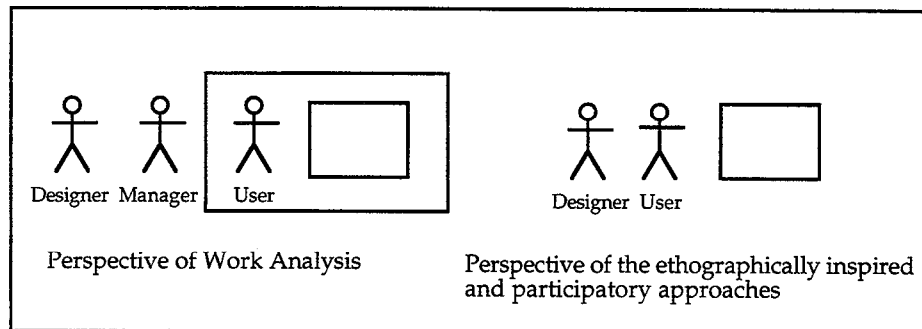 Designer Manager User
Designer User
Perspective of Work Analysis
Perspective of the ethographically inspired
and participatory approaches